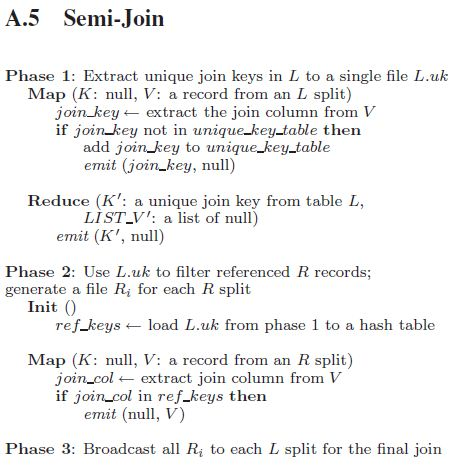 A.5 Semi-Join
Phase 1: Extract unique join keys in L to a single file L.uk
Map (K: null, V: a record from an L split)
join_key ← extract the join column from V
if join_key not in unique_key_table then
add join_key to unique_key_table
emit (join_key, null)
Reduce (K′: a unique join key from table L,
LIST_V′: a list of null)
emit (K′, null)
Phase 2: Use L.uk to filter referenced R records;
generate a file Ri for each R split
Init ()
ref_keys ← load L.uk from phase 1 to a hash table
Map (K: null, V: a record from an R split)
join_col ← extract join column from V
if join_col in ref_keys then
emit (null, V)
Phase 3: Broadcast all Ri to each L split for the final join